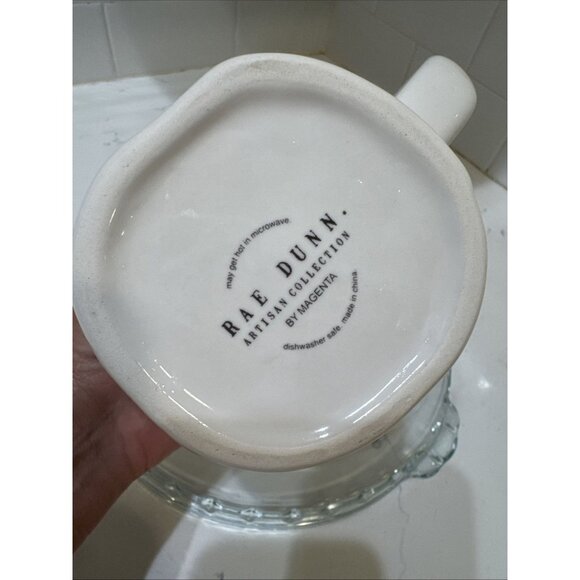 may get hot in microwave.
RAE DUNN.
ARTISAN COLLECTION
BY MAGENTA
dishwasher safe. made in china.